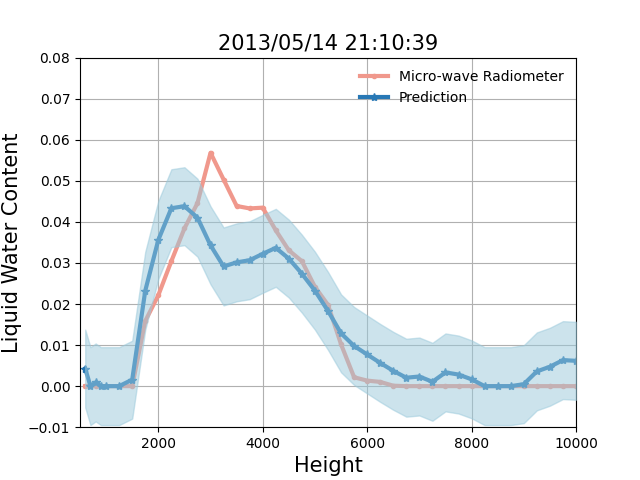 2013/05/14 21:10:39
0.08
0.07
0.06
0.05
0.04
0.03
0.02
0.01
0.00
−0.01
Liquid Water Content
Micro-wave Radiometer
Prediction
2000 4000 6000 8000 10000
Height